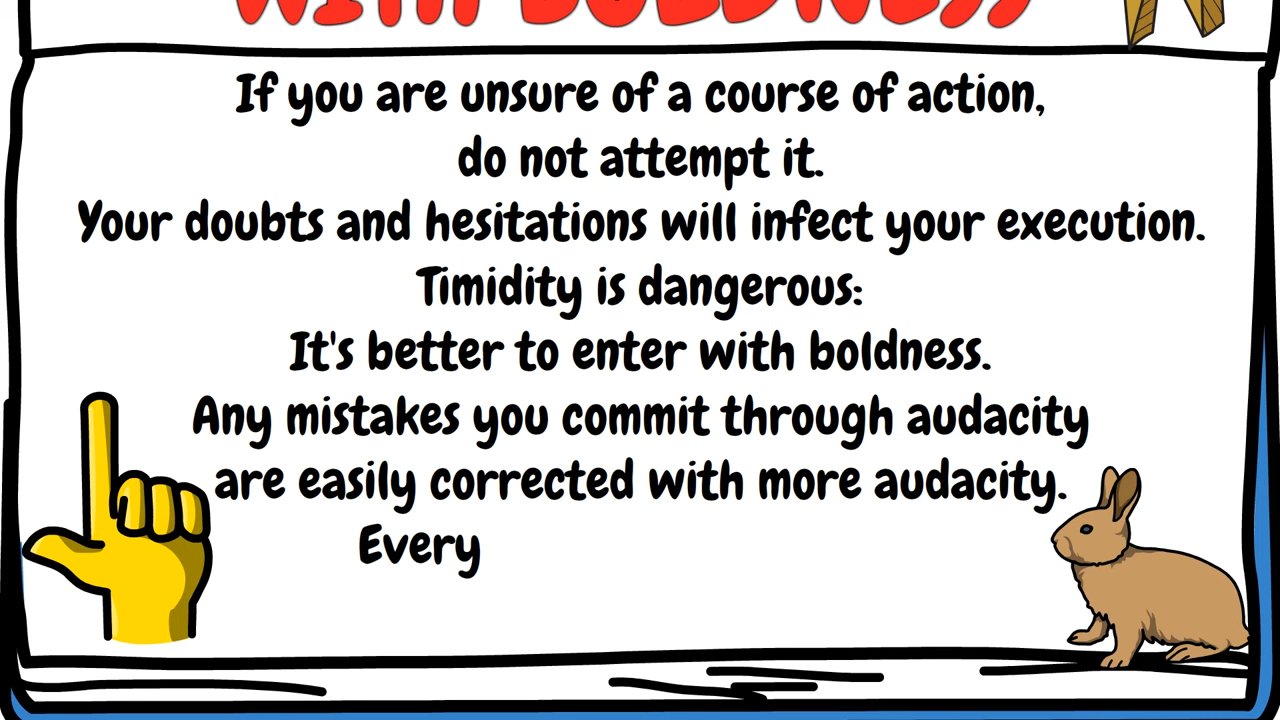 WITH BOLDNESS
If you are unsure of a course of action,
do not attempt it.
Your doubts and hesitations will infect your execution.
Timidity is dangerous:
It's better to enter with boldness.
Any mistakes you commit through audacity
are easily corrected with more audacity.
Every